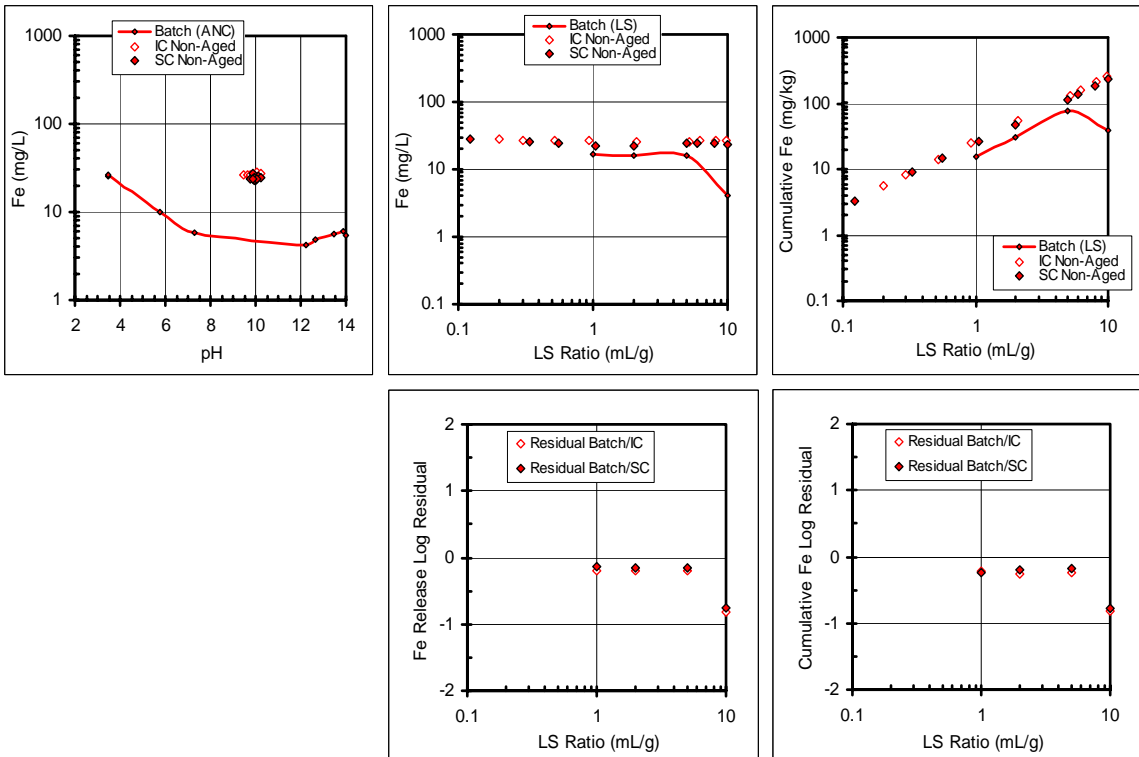 Batch (ANC)
IC Non-Aged
SC Non-Aged
1000
100
10
1
Fe (mg/L)
2 4 6 8 10 12 14
pH
Batch (LS)
IC Non-Aged
SC Non-Aged
1000
100
10
1
0.1
Fe (mg/L)
0.1 1 10
LS Ratio (mL/g)
1000
100
10
1
0.1
Cumulative Fe (mg/kg)
Batch (LS)
IC Non-Aged
SC Non-Aged
0.1 1 10
LS Ratio (mL/g)
2
1
0
-1
-2
Fe Release Log Residual
Residual Batch/IC
Residual Batch/SC
0.1 1 10
LS Ratio (mL/g)
2
1
0
-1
-2
Cumulative Fe Log Residual
Residual Batch/IC
Residual Batch/SC
0.1 1 10
LS Ratio (mL/g)